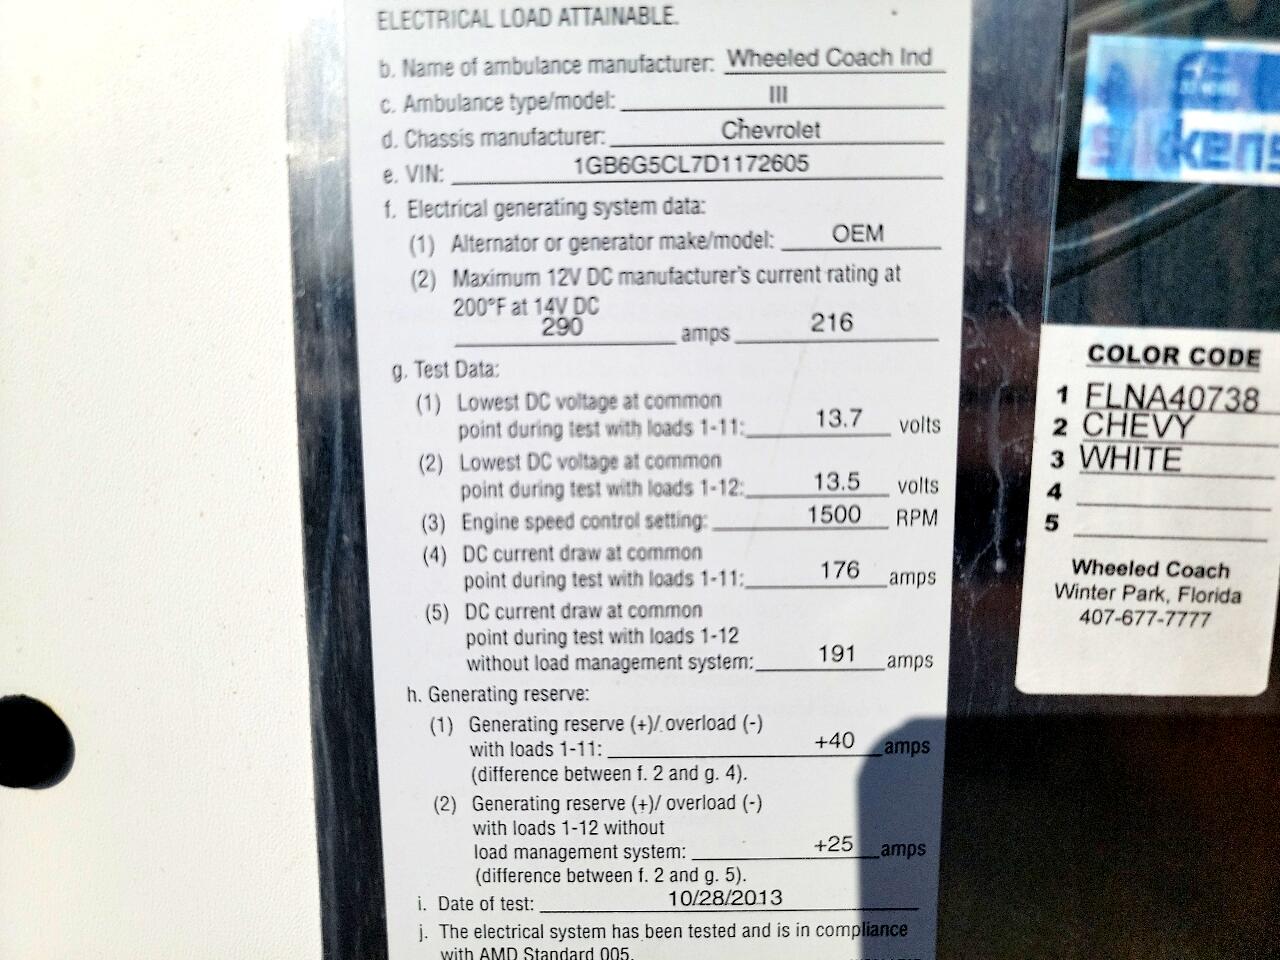 ELECTRICAL LOAD ATTAINABLE.
b. Name of ambulance manufacturer: Wheeled Coach Ind
c. Ambulance type/model: III
d. Chassis manufacturer: Chevrolet
e. VIN: 1GB6G5CL7D1172605
f. Electrical generating system data:
(1) Alternator or generator make/model: OEM
(2) Maximum 12V DC manufacturer's current rating at
200°F at 14V DC
290 amps 216
g. Test Data:
(1) Lowest DC voltage at common
point during test with loads 1-11: 13.7 volts
(2) Lowest DC voltage at common
point during test with loads 1-12: 13.5 volts
(3) Engine speed control setting: 1500 RPM
(4) DC current draw at common
point during test with loads 1-11: 176 amps
(5) DC current draw at common
point during test with loads 1-12
without load management system: 191 amps
h. Generating reserve:
(1) Generating reserve (+)/ overload (-)
with loads 1-11: +40 amps
(difference between f. 2 and g. 4).
(2) Generating reserve (+)/ overload (-)
with loads 1-12 without
load management system: +25 amps
(difference between f. 2 and g. 5).
i. Date of test: 10/28/2013
j. The electrical system has been tested and is in compliance
with AMD Standard 005.
COLOR CODE
1 FLNA40738
2 CHEVY
3 WHITE
4
5
Wheeled Coach
Winter Park, Florida
407-677-7777